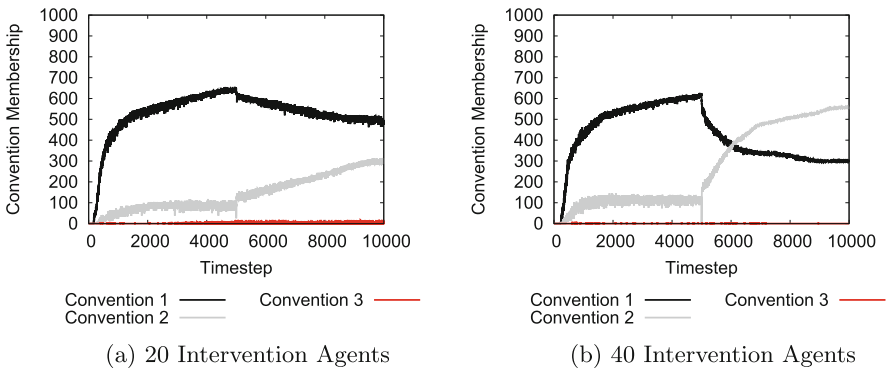 Convention Membership
1000
900
800
700
600
500
400
300
200
100
0
0 2000 4000 6000 8000 10000
Timestep
Convention 1 Convention 3
Convention 2
(a) 20 Intervention Agents
Convention Membership
1000
900
800
700
600
500
400
300
200
100
0
0 2000 4000 6000 8000 10000
Timestep
Convention 1 Convention 3
Convention 2
(b) 40 Intervention Agents